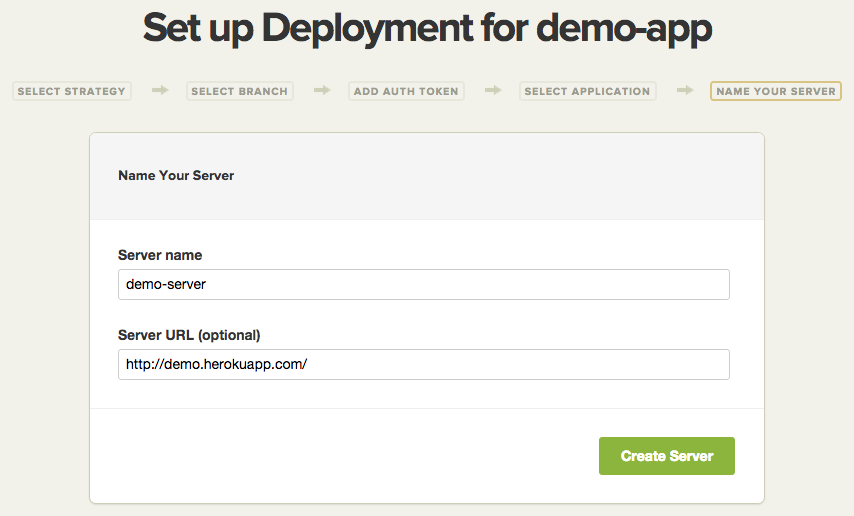 Set up Deployment for demo-app
SELECT STRATEGY SELECT BRANCH ADD AUTH TOKEN SELECT APPLICATION NAME YOUR SERVER
Name Your Server
Server name
demo-server
Server URL (optional)
http://demo.herokuapp.com/
Create Server